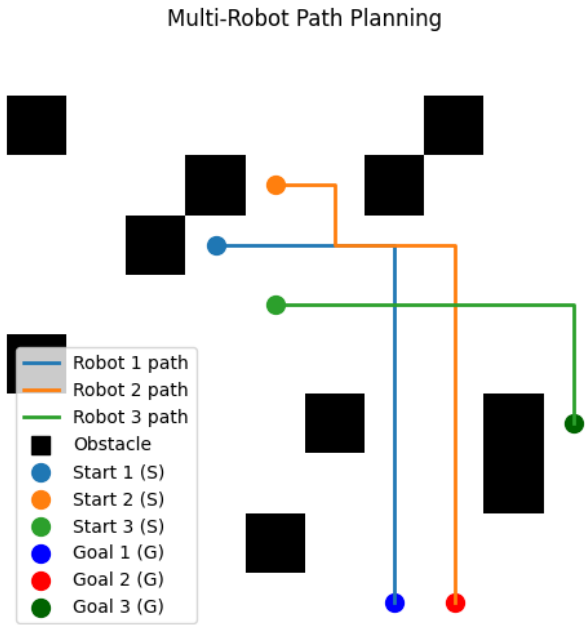 Multi-Robot Path Planning
Robot 1 path
Robot 2 path
Robot 3 path
Obstacle
Start 1 (S)
Start 2 (S)
Start 3 (S)
Goal 1 (G)
Goal 2 (G)
Goal 3 (G)